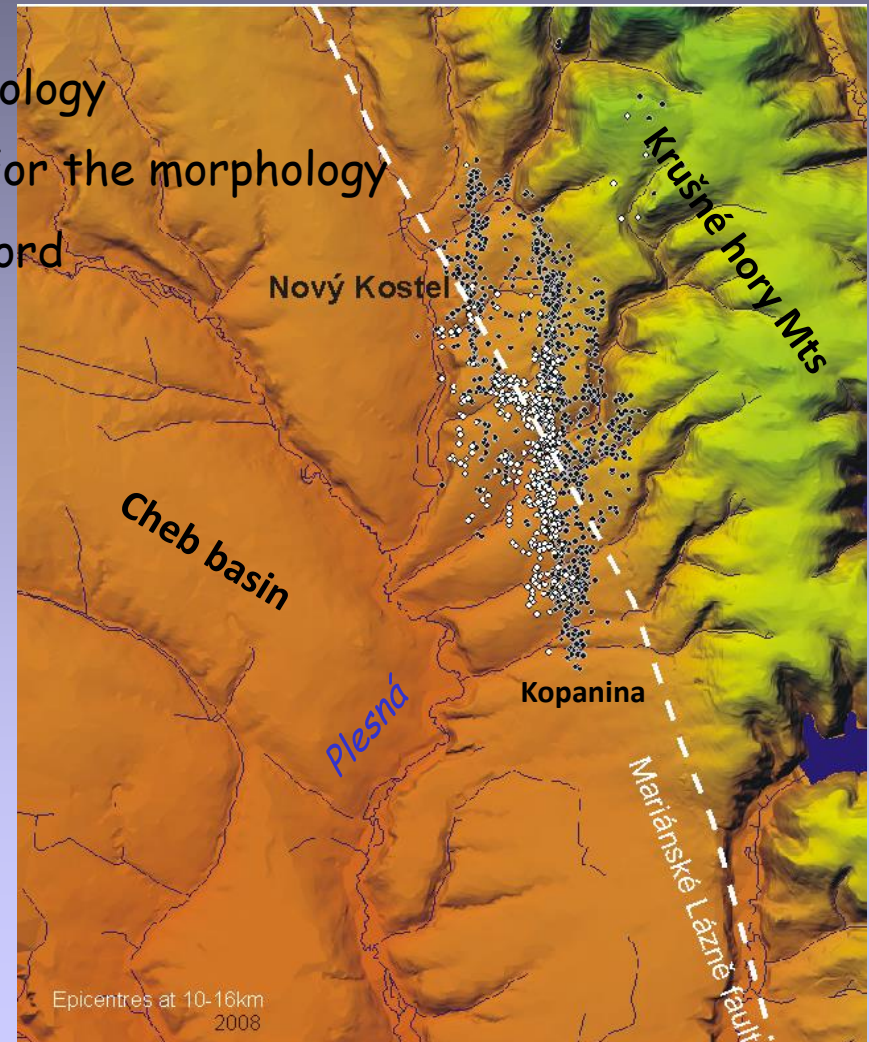 ology
or the morphology
ord
Krušné hory Mts
Nový Kostel
Cheb basin
Plesná
Kopanina
Mariánské Lázně fault
Epicentres at 10-16km
2008